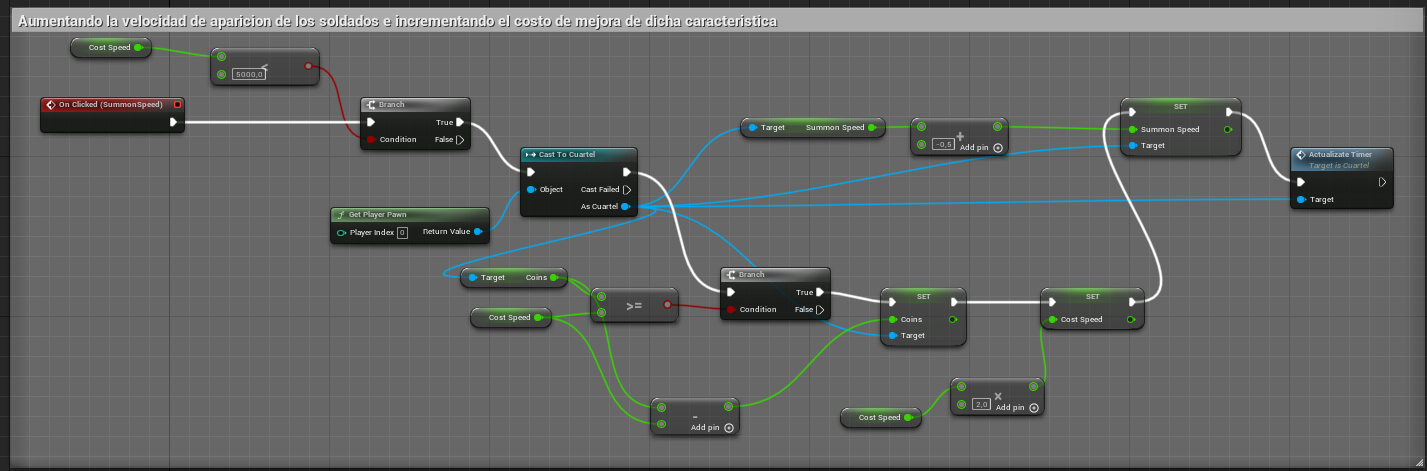 Aumentando la velocidad de aparicion de los soldados e incrementando el costo de mejora de dicha caracteristica
Cost Speed
<
5000,0
On Clicked (SummonSpeed)
Branch
True
Condition
False
Cast To Cuartel
Object
Cast Failed
As Cuartel
Get Player Pawn
Player Index 0
Return Value
Target
Summon Speed
+
-0,5
Add pin
SET
Summon Speed
Target
Actualizate Timer
Target is Cuartel
Target
Target
Coins
Cost Speed
>=
Branch
True
Condition
False
SET
Coins
Target
SET
Cost Speed
-
Add pin
Cost Speed
×
2,0
Add pin